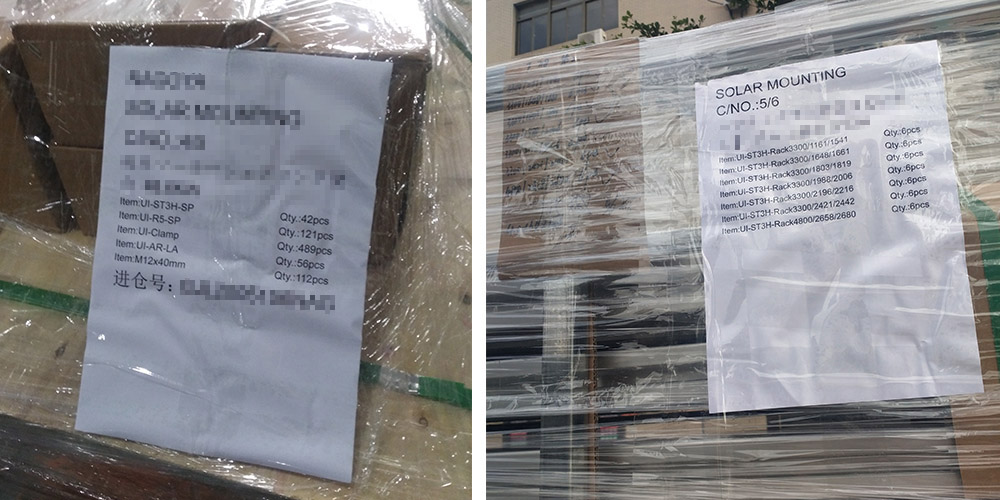 SOLAR MOUNTING
Item:UI-ST3H-SP Qty.:42pcs
Item:UI-R5-SP Qty.:121pcs
Item:UI-Clamp Qty.:489pcs
Item:UI-AR-LA Qty.:56pcs
Item:M12x40mm Qty.:112pcs
进仓号：
SOLAR MOUNTING
C/NO.:5/6
Item:UI-ST3H-Rack3300/1161/1541 Qty.:6pcs
Item:UI-ST3H-Rack3300/1648/1661 Qty.:6pcs
Item:UI-ST3H-Rack3300/1803/1819 Qty.:6pcs
Item:UI-ST3H-Rack3300/1988/2006 Qty.:6pcs
Item:UI-ST3H-Rack3300/2196/2216 Qty.:6pcs
Item:UI-ST3H-Rack3300/2421/2442 Qty.:6pcs
Item:UI-ST3H-Rack4800/2658/2680 Qty.:6pcs